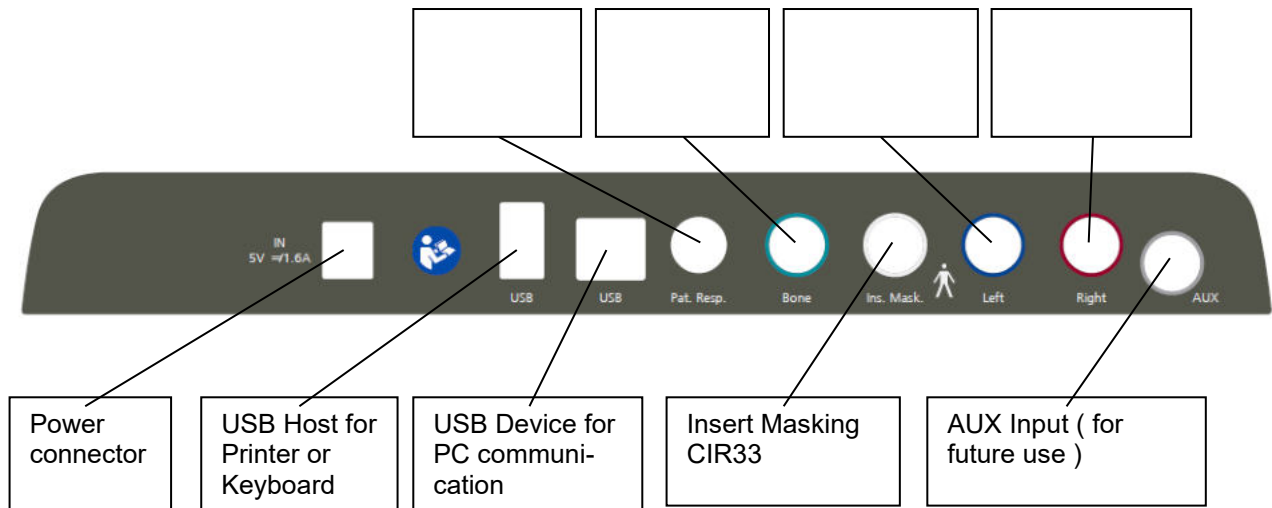 IN
5V ⎓/1.6A
USB
USB
Pat. Resp.
Bone
Ins. Mask.
Left
Right
AUX
Power
connector
USB Host for
Printer or
Keyboard
USB Device for
PC communi-
cation
Insert Masking
CIR33
AUX Input ( for
future use )